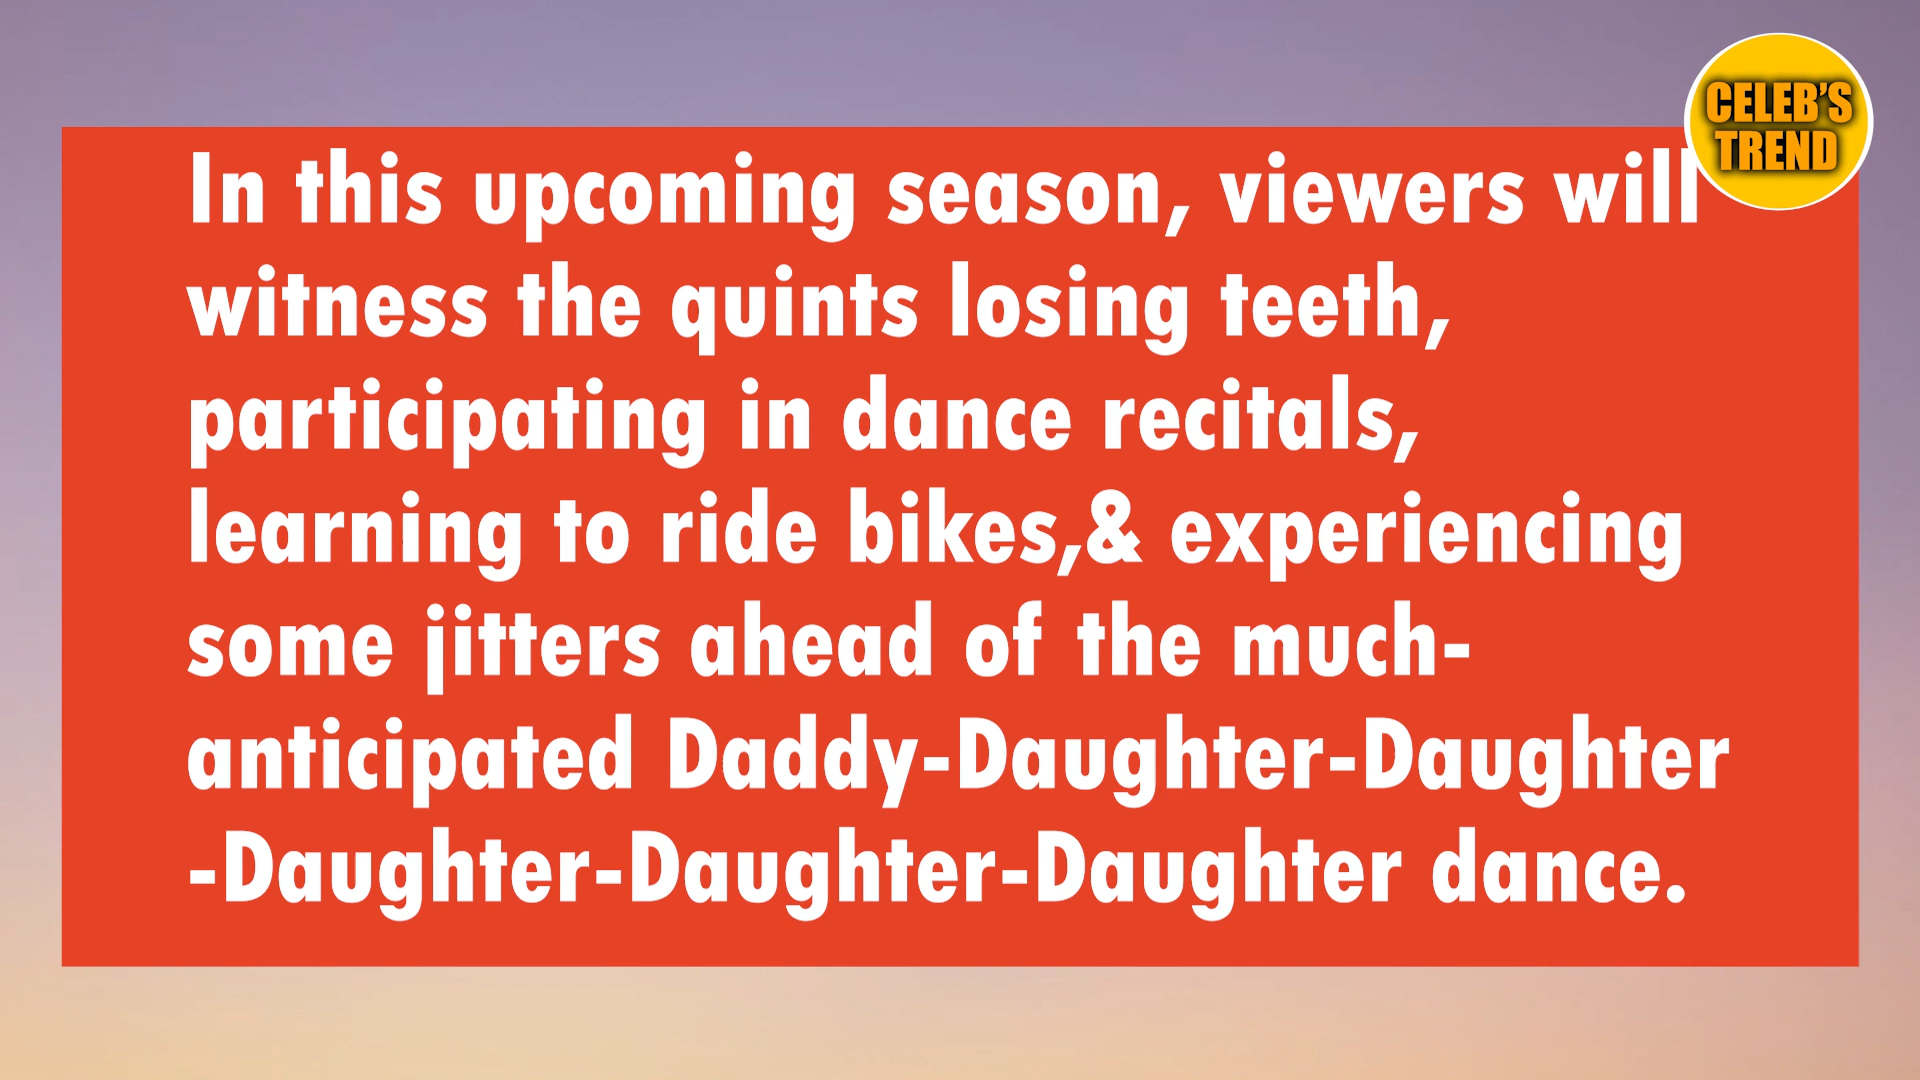 CELEB'S
TREND
In this upcoming season, viewers will
witness the quints losing teeth,
participating in dance recitals,
learning to ride bikes,& experiencing
some jitters ahead of the much-
anticipated Daddy-Daughter-Daughter
-Daughter-Daughter-Daughter dance.